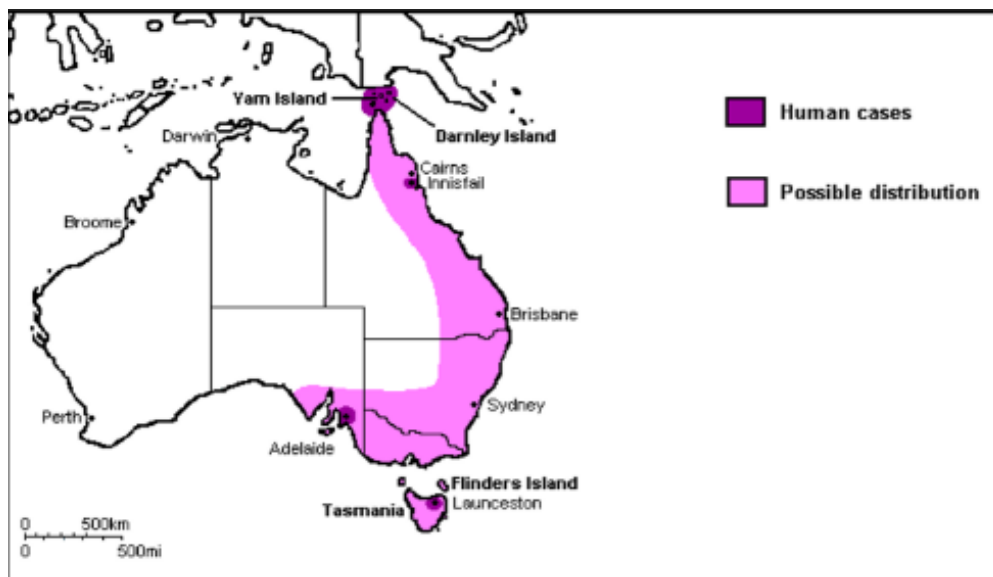 Yam Island
Darnley Island
Darwin
Cairns
Innisfail
Broome
Brisbane
Perth
Sydney
Adelaide
Flinders Island
Launceston
Tasmania
0 500km
0 500mi
Human cases
Possible distribution